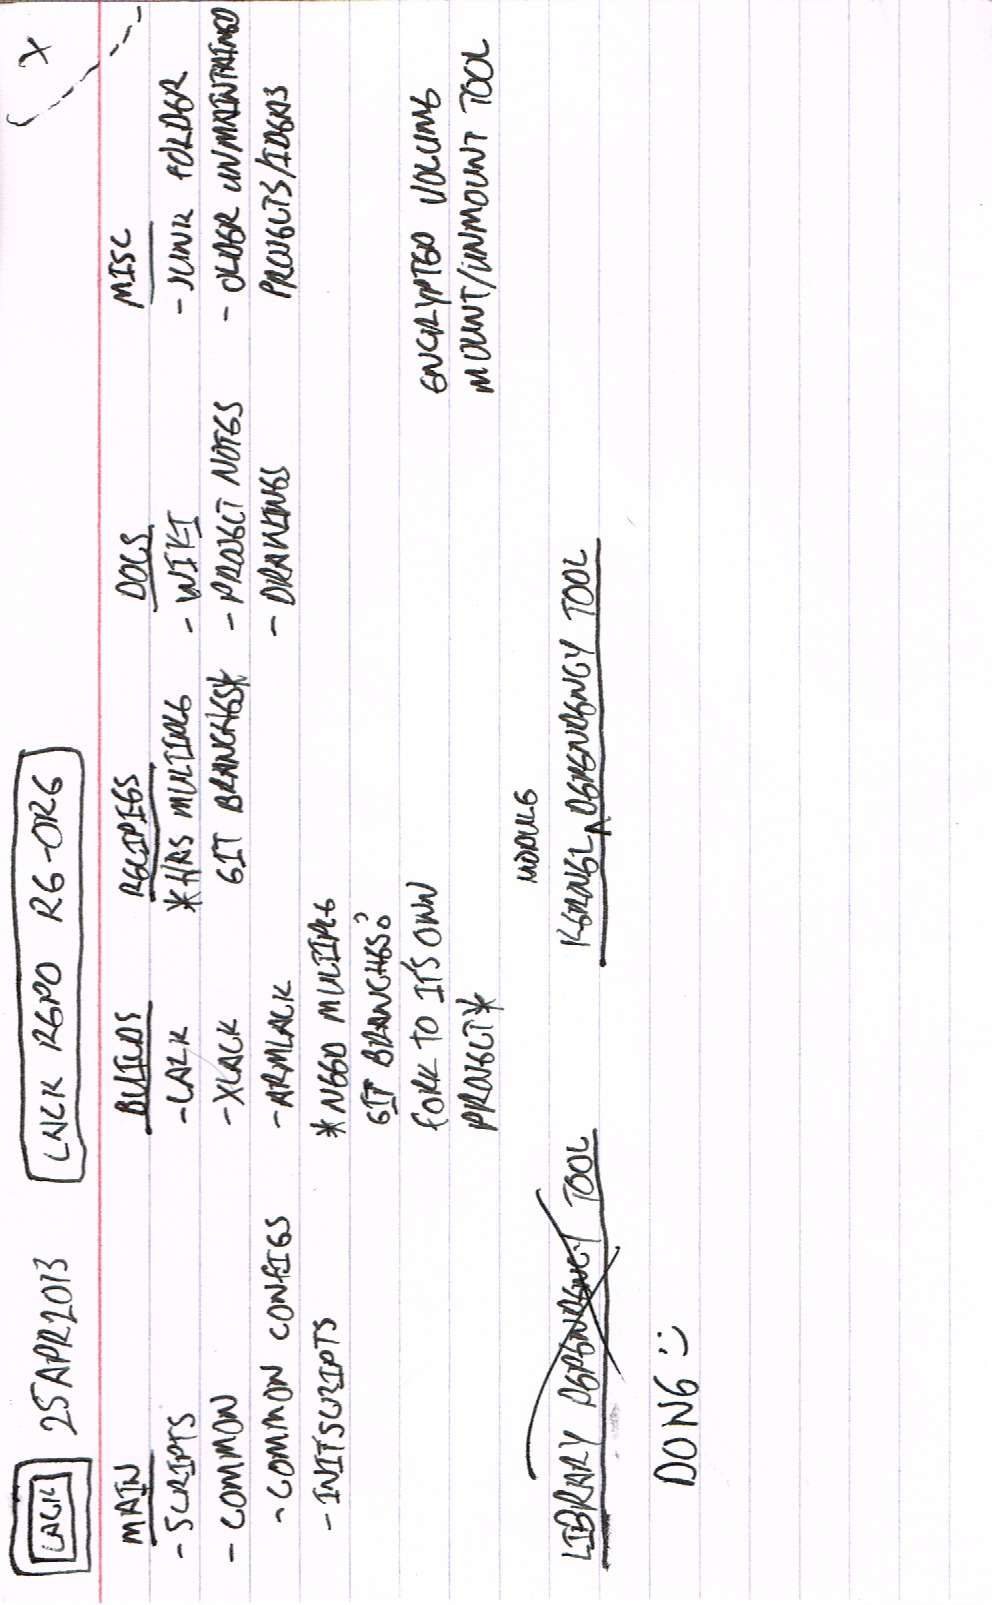 LACK 25APR2013 LACK REPO RE-ORG X
MAIN
- SCRIPTS
- COMMON
- COMMON CONFIGS
- INITSCRIPTS
BUILDS
- LACK
- XLACK
- ARMLACK
* NEED MULTIPLE
GIT BRANCHES?
FORK TO IT'S OWN
PROJECT *
RECIPIES
* HAS MULTIPLE
GIT BRANCHES *
DOCS
- WIKI
- PROJECT NOTES
- DRAWINGS
MISC
- JUNK FOLDER
- OLDER UNMAINTAINED
PROJECTS/IDEAS
ENCRYPTED VOLUME
MOUNT/UNMOUNT TOOL
LIBRARY DEPENDENCY TOOL
DONE :)
MODULE
KERNEL ^ DEPENDENCY TOOL